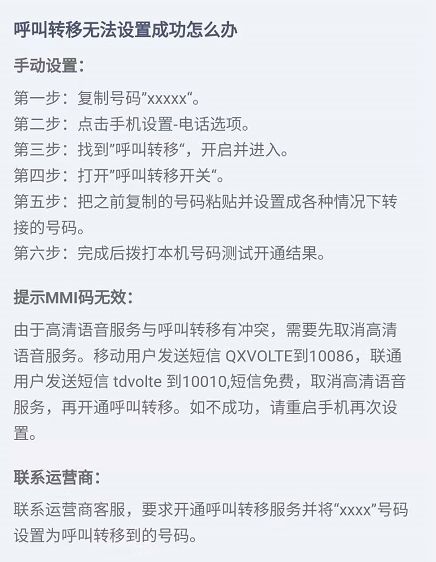 呼叫转移无法设置成功怎么办
手动设置：
第一步：复制号码”xxxxx“。
第二步：点击手机设置-电话选项。
第三步：找到”呼叫转移“，开启并进入。
第四步：打开”呼叫转移开关“。
第五步：把之前复制的号码粘贴并设置成各种情况下转
接的号码。
第六步：完成后拨打本机号码测试开通结果。
提示MMI码无效：
由于高清语音服务与呼叫转移有冲突，需要先取消高清
语音服务。移动用户发送短信 QXVOLTE到10086，联通
用户发送短信 tdvolte 到10010,短信免费，取消高清语音
服务，再开通呼叫转移。如不成功，请重启手机再次设
置。
联系运营商：
联系运营商客服，要求开通呼叫转移服务并将“xxxx”号码
设置为呼叫转移到的号码。